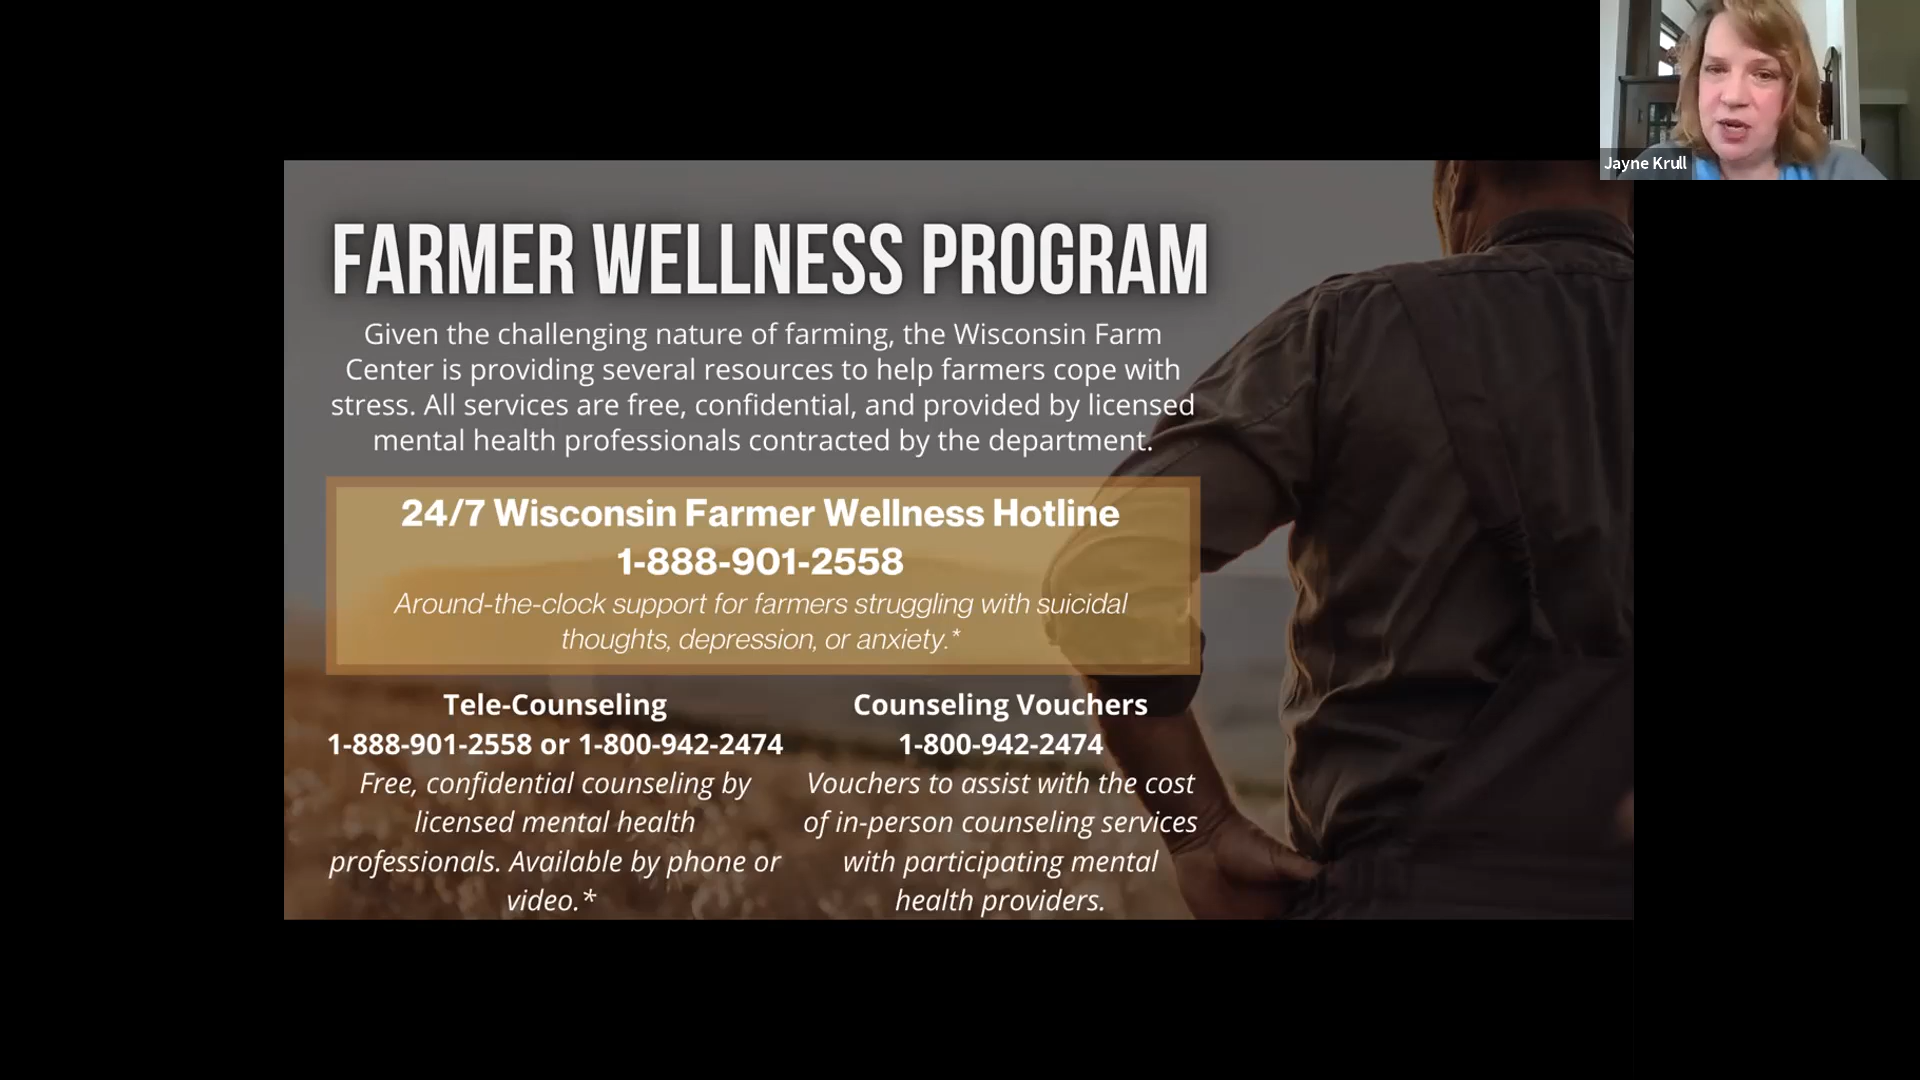 Jayne Krull
FARMER WELLNESS PROGRAM
Given the challenging nature of farming, the Wisconsin Farm
Center is providing several resources to help farmers cope with
stress. All services are free, confidential, and provided by licensed
mental health professionals contracted by the department.
24/7 Wisconsin Farmer Wellness Hotline
1-888-901-2558
Around-the-clock support for farmers struggling with suicidal
thoughts, depression, or anxiety.*
Tele-Counseling
1-888-901-2558 or 1-800-942-2474
Free, confidential counseling by
licensed mental health
professionals. Available by phone or
video.*
Counseling Vouchers
1-800-942-2474
Vouchers to assist with the cost
of in-person counseling services
with participating mental
health providers.